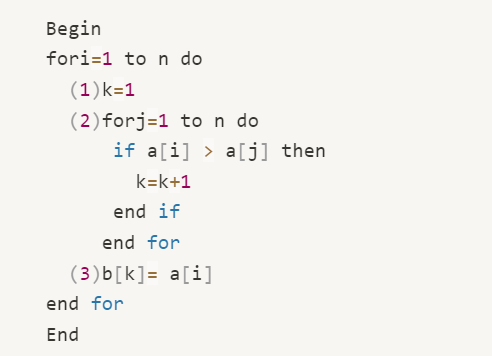 Begin
fori=1 to n do
(1)k=1
(2)forj=1 to n do
if a[i] > a[j] then
k=k+1
end if
end for
(3)b[k]= a[i]
end for
End